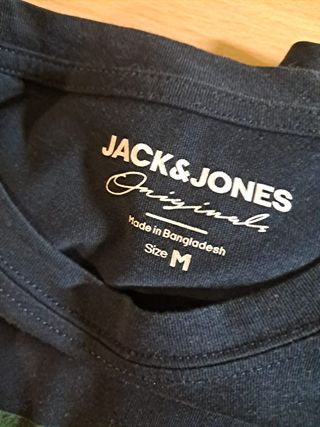 JACK&JONES
Originals
Made in Bangladesh
Size M